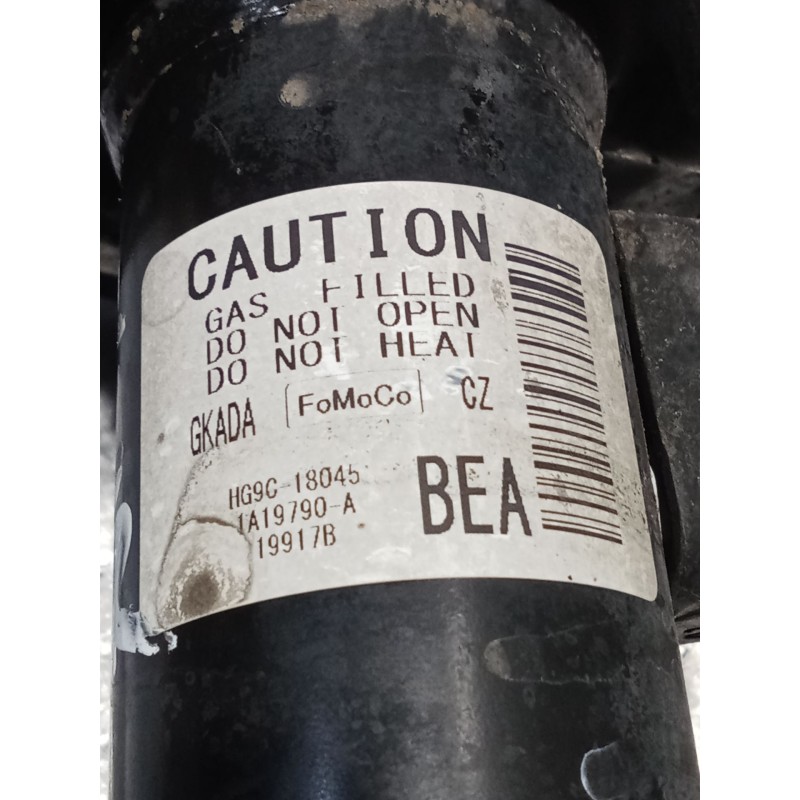 CAUTION
GAS FILLED
DO NOT OPEN
DO NOT HEAT
GKADA FoMoCo CZ
HG9C-18045
1A19790-A
19917B
BEA